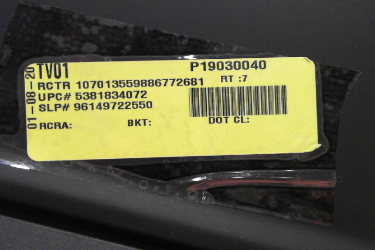 01-08-20
TV01 P19030040
RCTR 107013559886772681 RT :7
UPC# 5381834072
SLP# 96149722550
RCRA: BKT: DOT CL: